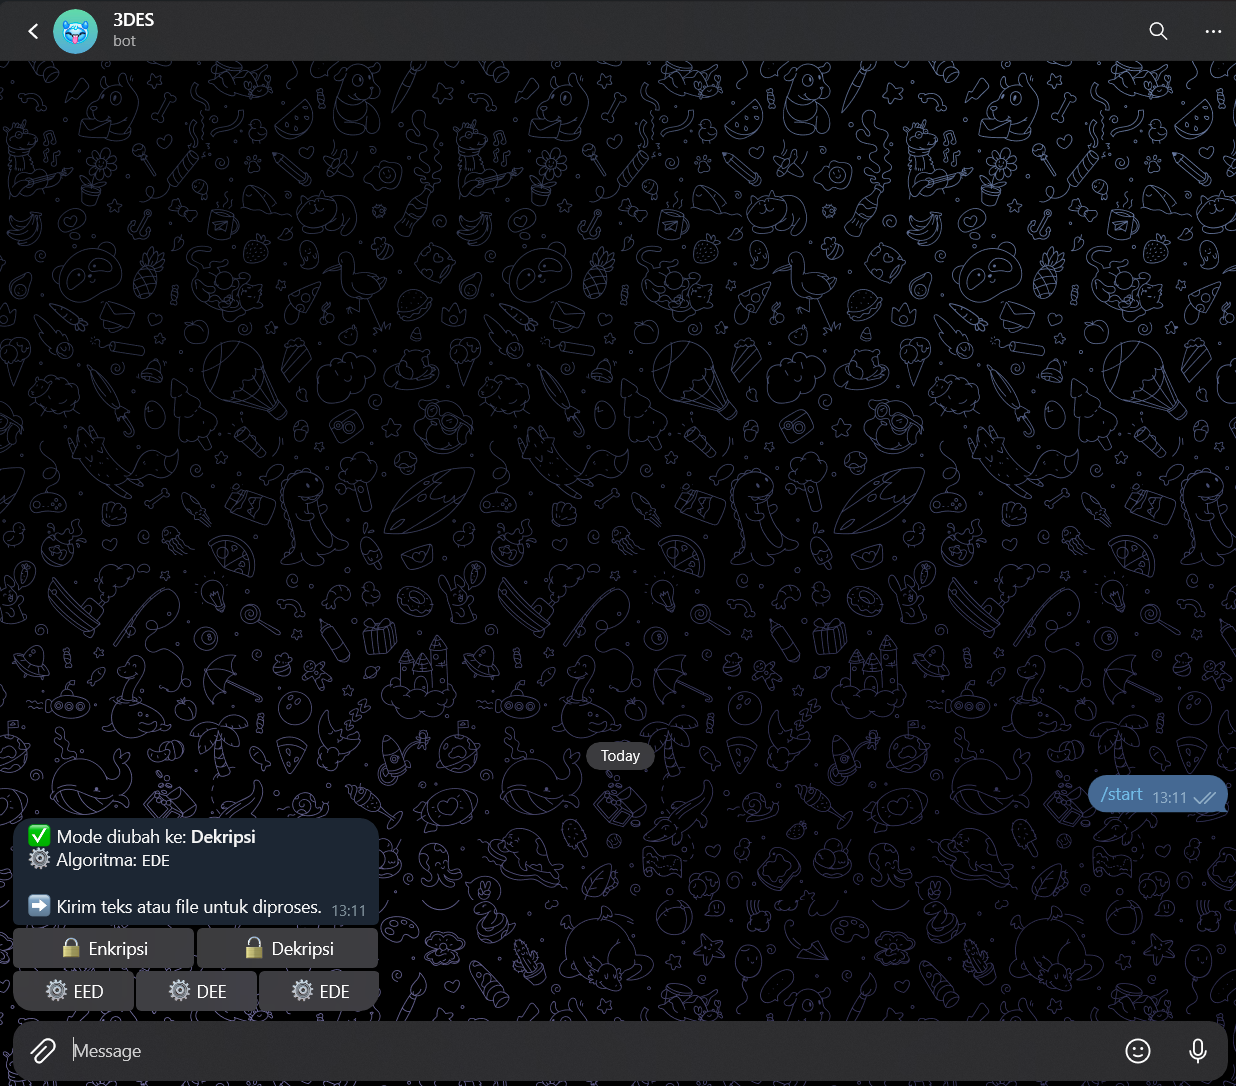 3DES
bot
Today
/start 13:11
Mode diubah ke: Dekripsi
Algoritma: EDE
Kirim teks atau file untuk diproses. 13:11
Enkripsi
Dekripsi
EED
DEE
EDE
Message